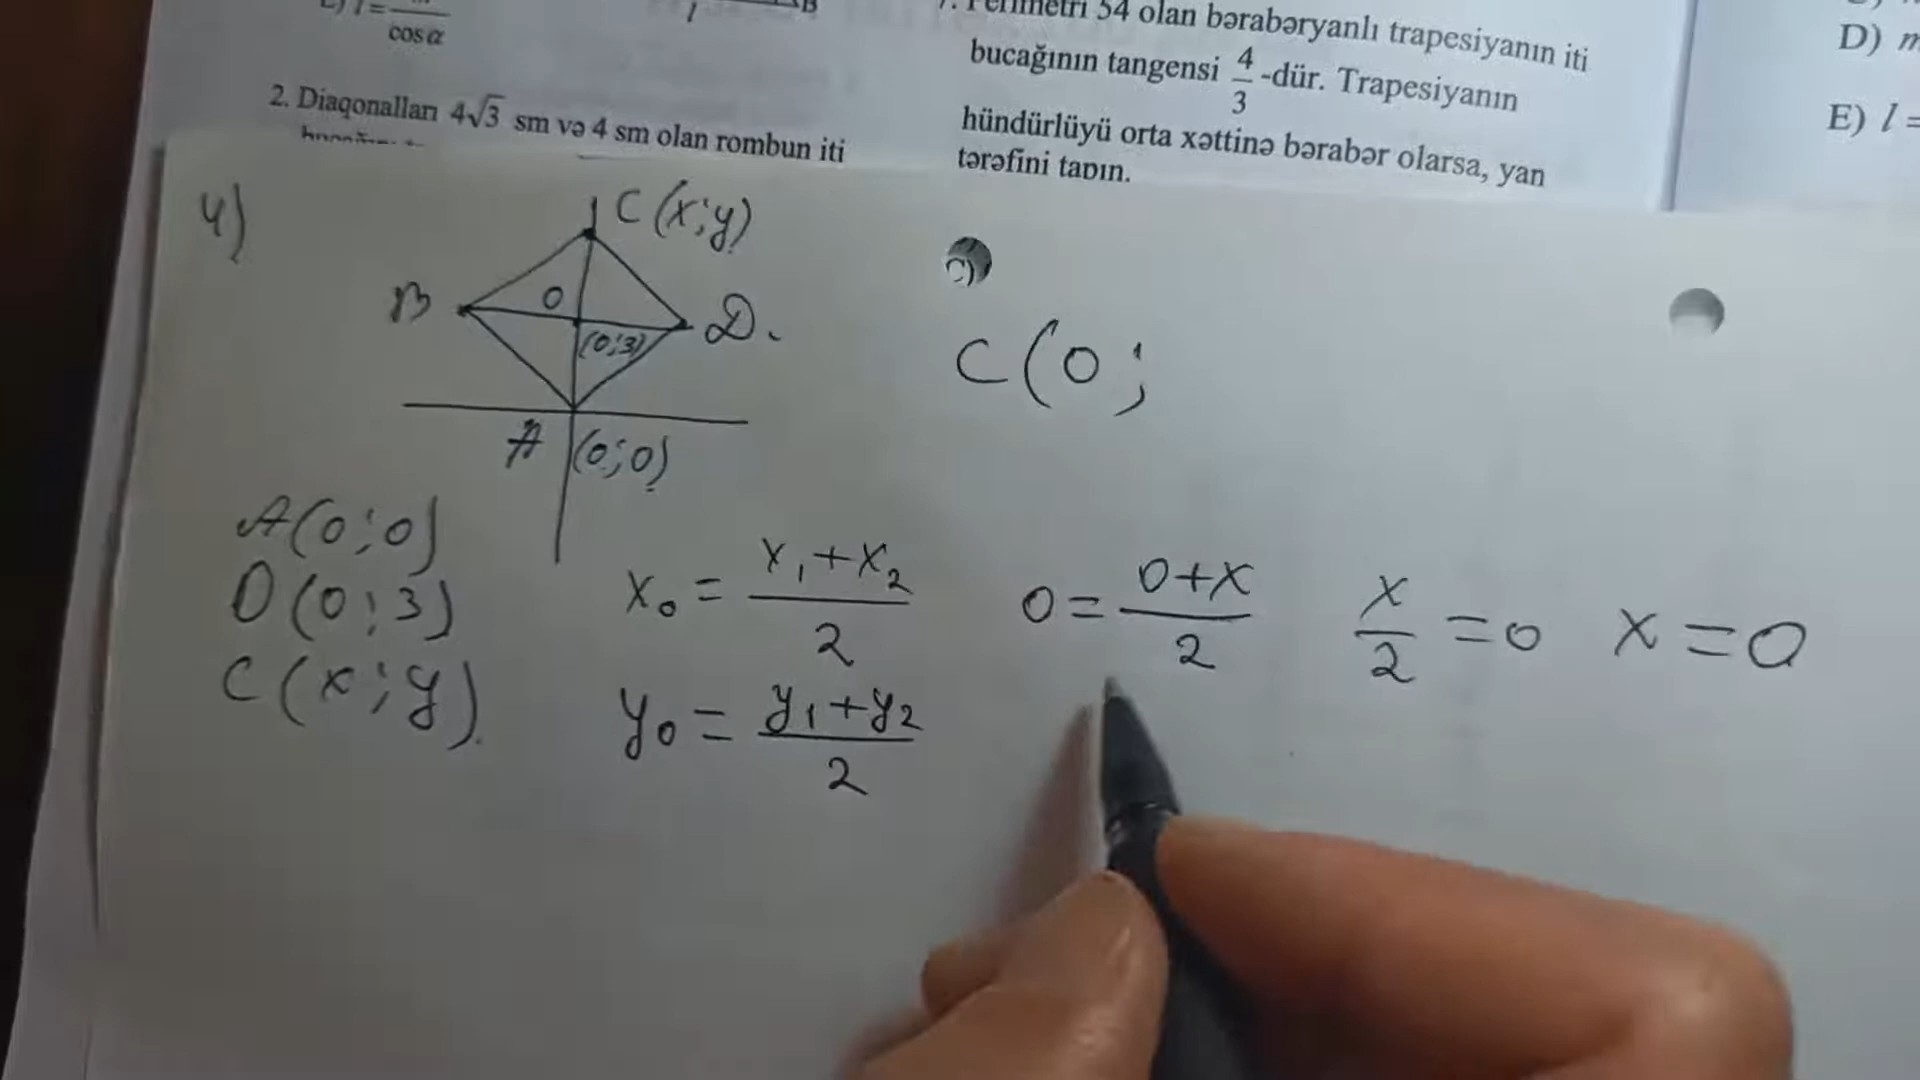 cos α
2. Diaqonalları 4√3 sm və 4 sm olan rombun iti
7. Perimetri 54 olan bərabəryanlı trapesiyanın iti
bucağının tangensi 4/3 -dür. Trapesiyanın
hündürlüyü orta xəttinə bərabər olarsa, yan
tərəfini tapın.
D) m
E) l =
4)
C (x;y)
B
O
D.
(0;3)
A (0;0)
C)
C(0;
A(0;0)
O(0;3)
C(x;y).
x₀ = (x₁+x₂)/2
0 = (0+x)/2
x/2 = 0
x = 0
y₀ = (y₁+y₂)/2